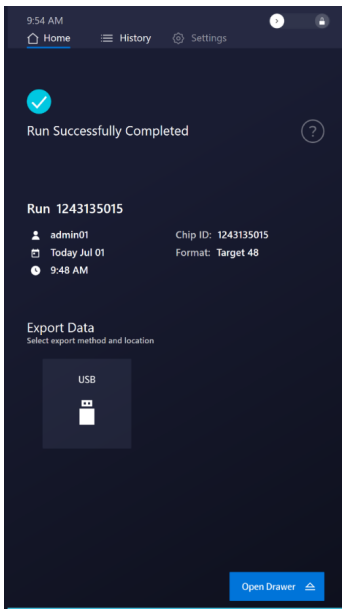 9:54 AM
Home History Settings
Run Successfully Completed ?
Run 1243135015
admin01 Chip ID: 1243135015
Today Jul 01 Format: Target 48
9:48 AM
Export Data
Select export method and location
USB
Open Drawer